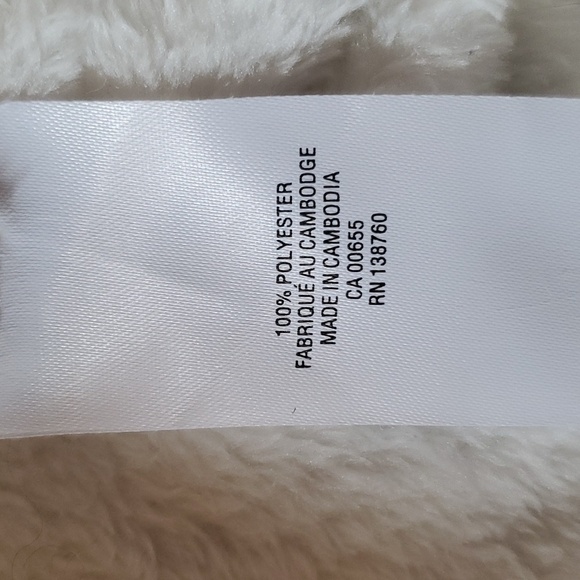 100% POLYESTER
FABRIQUÉ AU CAMBODGE
MADE IN CAMBODIA
CA 00655
RN 138760